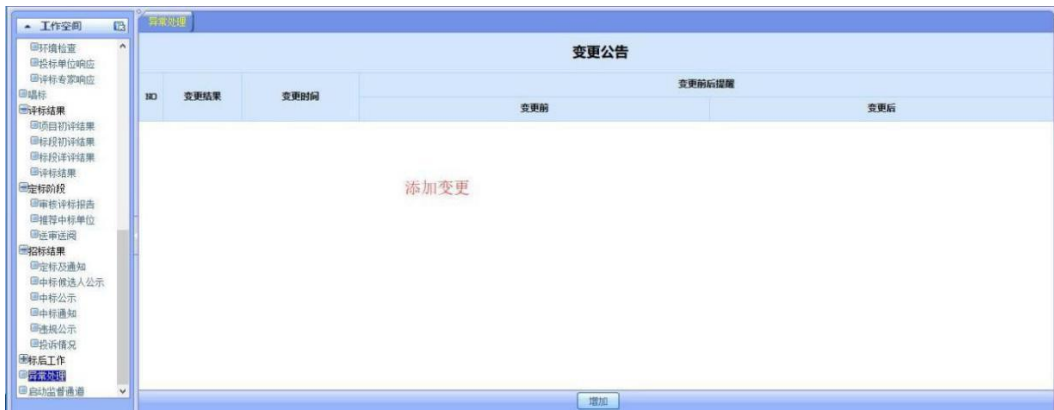 工作空间
环境检查
投标单位响应
评标专家响应
唱标
评标结果
项目初评结果
标段初评结果
标段详评结果
评标结果
定标阶段
审核评标报告
推荐中标单位
送审送阅
招标结果
定标及通知
中标候选人公示
中标公示
中标通知
违规公示
投诉情况
标后工作
异常处理
启动监督通道
异常处理
变更公告
NO 变更结果 变更时间 变更前后提醒
变更前 变更后
添加变更
增加